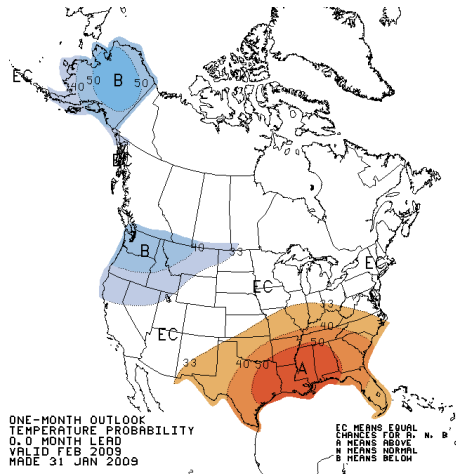 EC
40 50 B 50
EC
B
40 33
EC
EC
EC
33
40
50
33
40 50 A
ONE-MONTH OUTLOOK
TEMPERATURE PROBABILITY
0.0 MONTH LEAD
VALID FEB 2009
MADE 31 JAN 2009
EC MEANS EQUAL
CHANCES FOR A, N, B
A MEANS ABOVE
N MEANS NORMAL
B MEANS BELOW